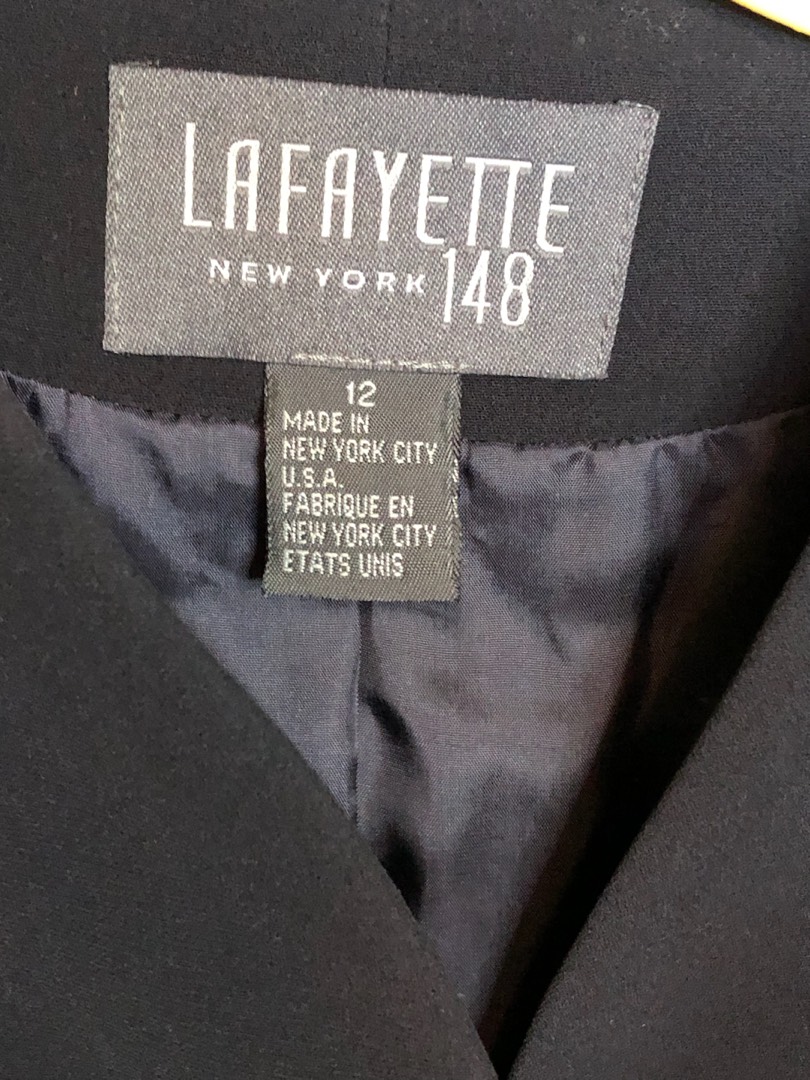 LAFAYETTE
NEW YORK 148
12
MADE IN
NEW YORK CITY
U.S.A.
FABRIQUE EN
NEW YORK CITY
ETATS UNIS